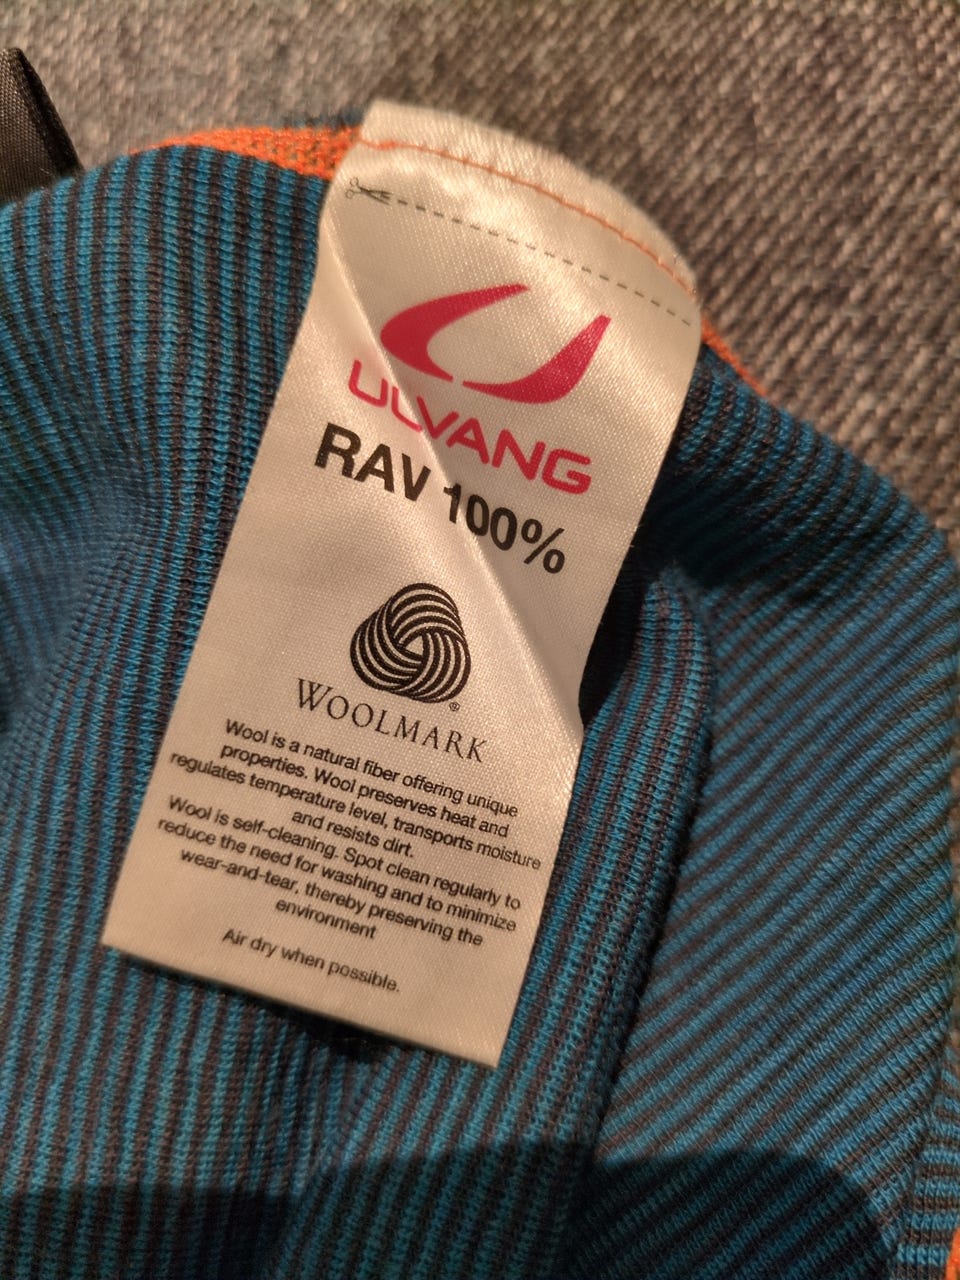 ULVANG
RAV 100%
WOOLMARK
®
Wool is a natural fiber offering unique
properties. Wool preserves heat and
regulates temperature level, transports moisture
and resists dirt.
Wool is self-cleaning. Spot clean regularly to
reduce the need for washing and to minimize
wear-and-tear, thereby preserving the
environment
Air dry when possible.